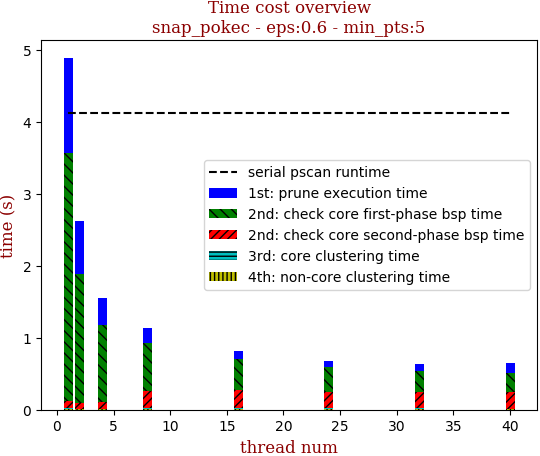 Time cost overview
snap_pokec - eps:0.6 - min_pts:5
5
4
3
2
1
0
time (s)
serial pscan runtime
1st: prune execution time
2nd: check core first-phase bsp time
2nd: check core second-phase bsp time
3rd: core clustering time
4th: non-core clustering time
0 5 10 15 20 25 30 35 40
thread num